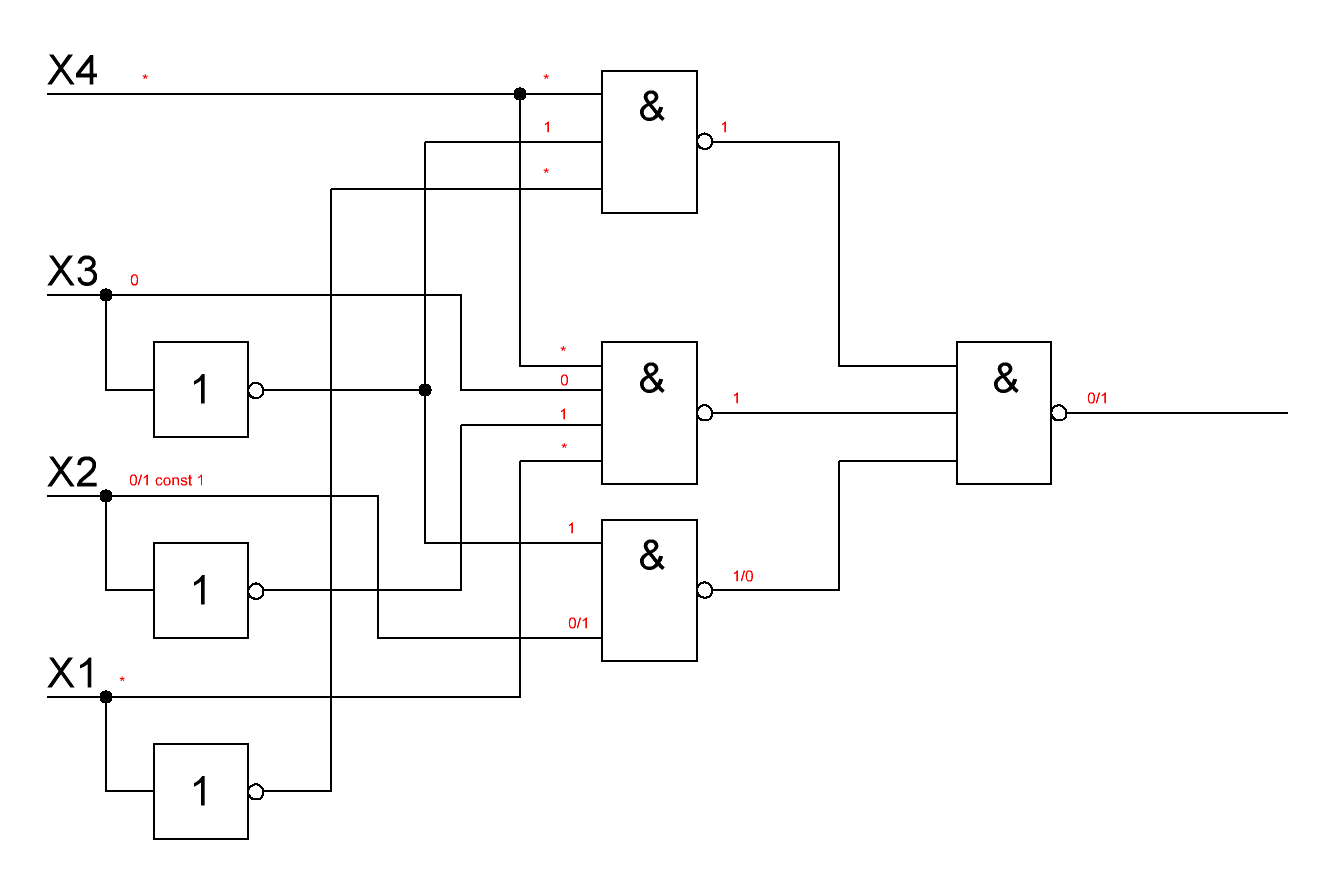 X4 * * &
1 1
*
X3 0
* &
1 0
1 1 0/1
*
&
X2 0/1 const 1
1 &
1 1/0
0/1
X1 *
1